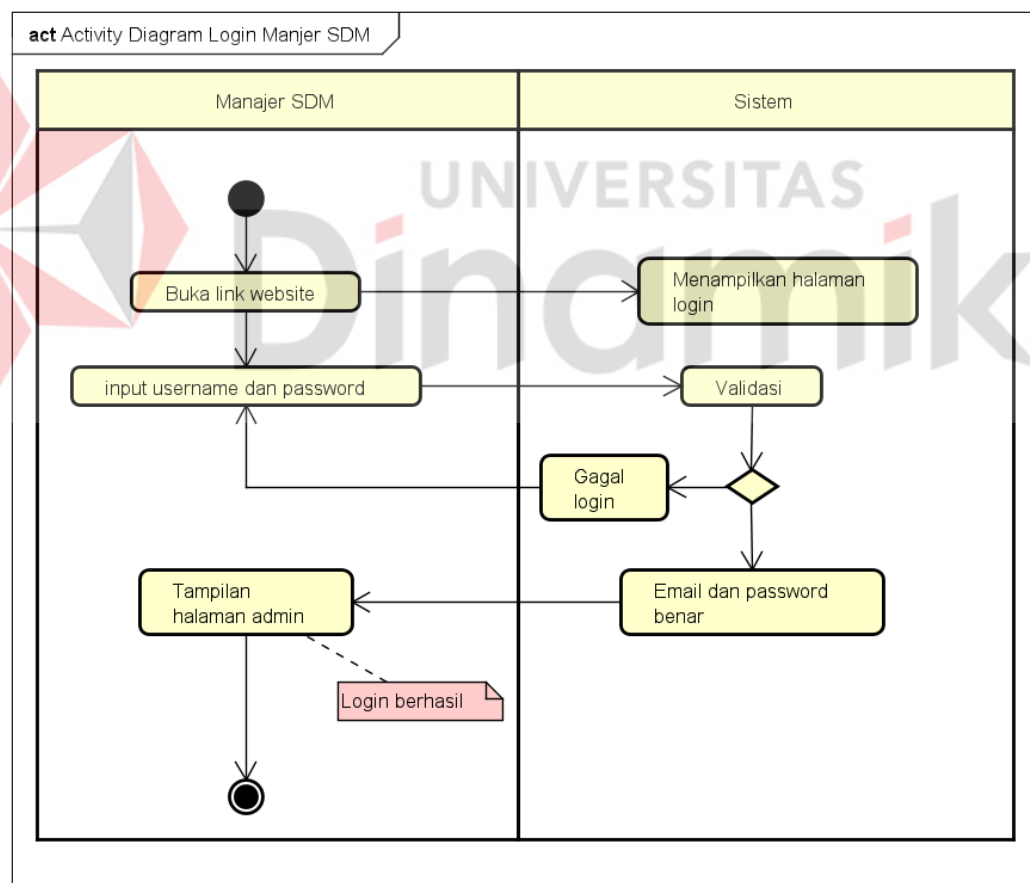 act Activity Diagram Login Manjer SDM
Manajer SDM
Sistem
UNIVERSITAS
Dinamik
Buka link website
Menampilkan halaman
login
input username dan password
Validasi
Gagal
login
Tampilan
halaman admin
Email dan password
benar
Login berhasil